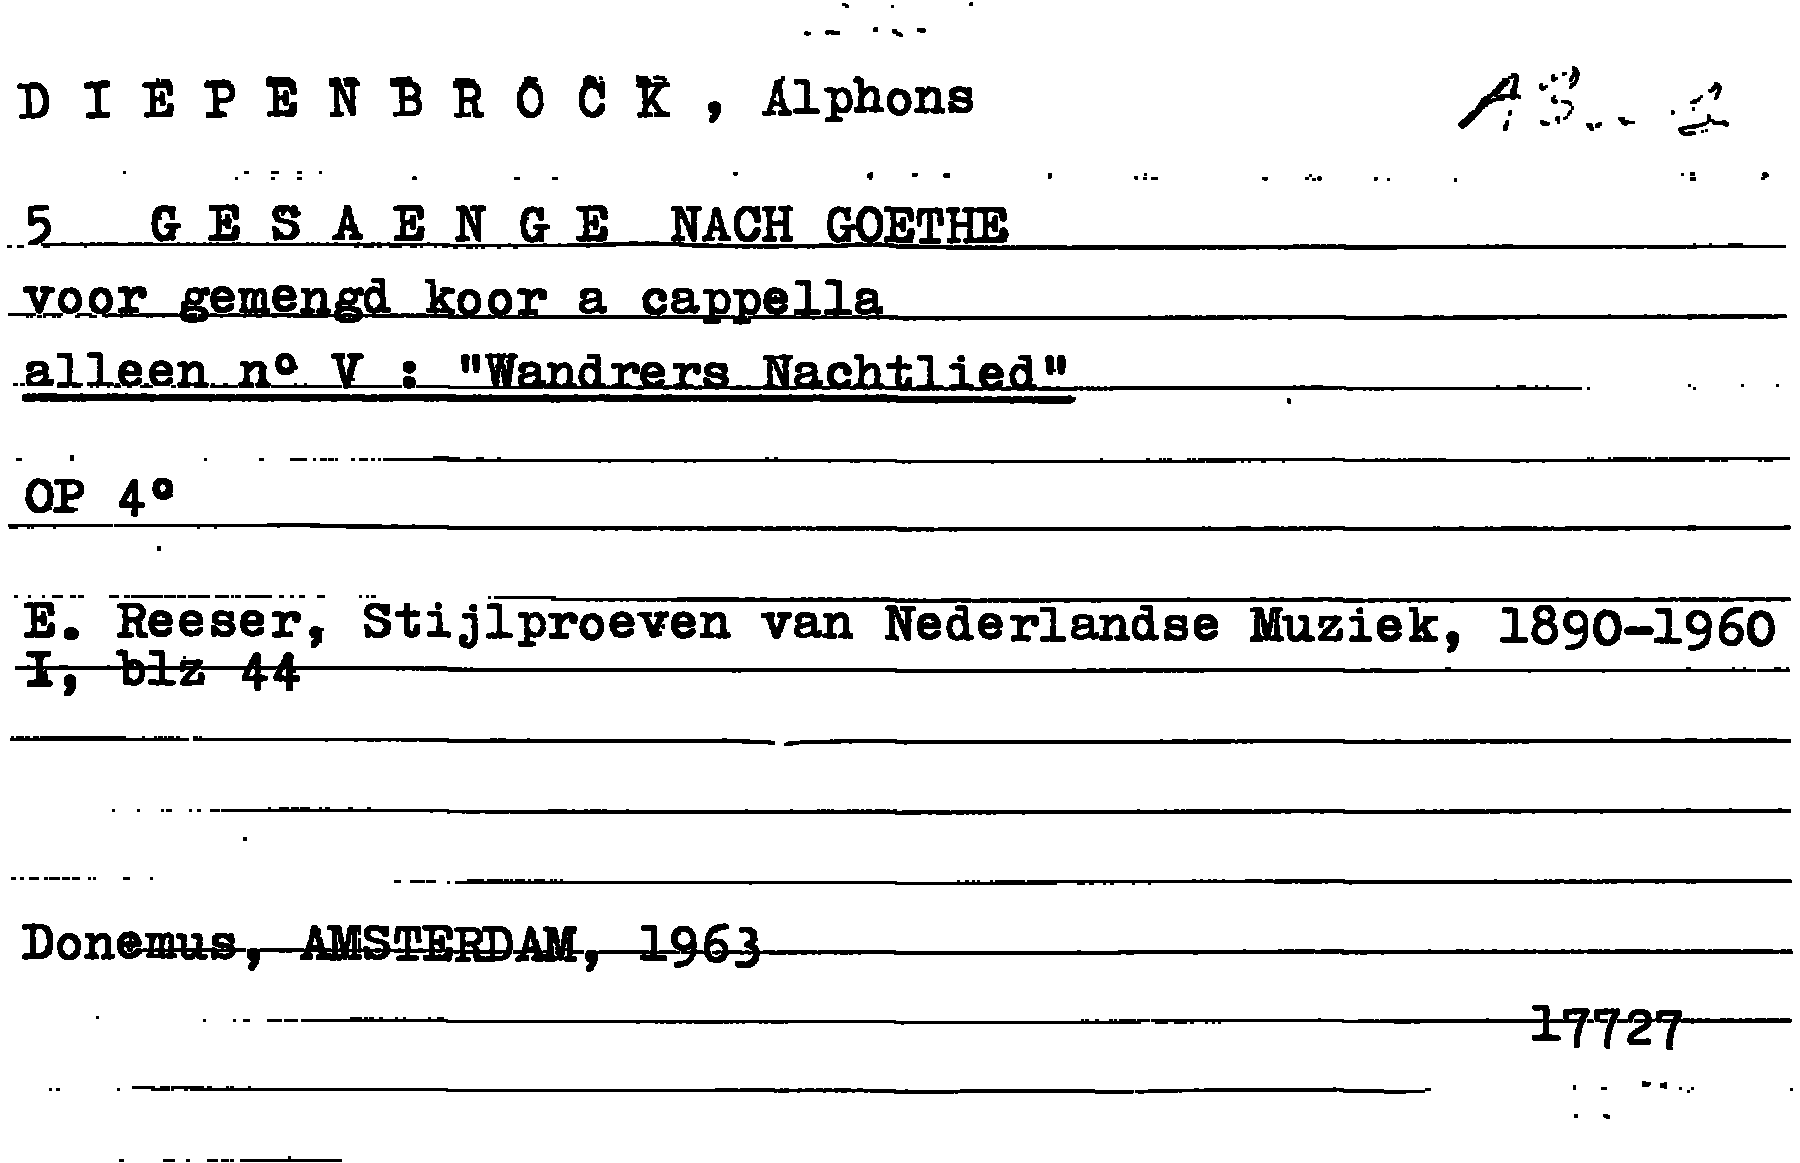 D I E P E N B R O C K , Alphons
5 G E S A E N G E NACH GOETHE
voor gemengd koor a cappella
alleen nº V : "Wandrers Nachtlied"
OP 4º
E. Reeser, Stijlproeven van Nederlandse Muziek, 1890-1960
I, blz 44
Donemus, AMSTERDAM, 1963
17727